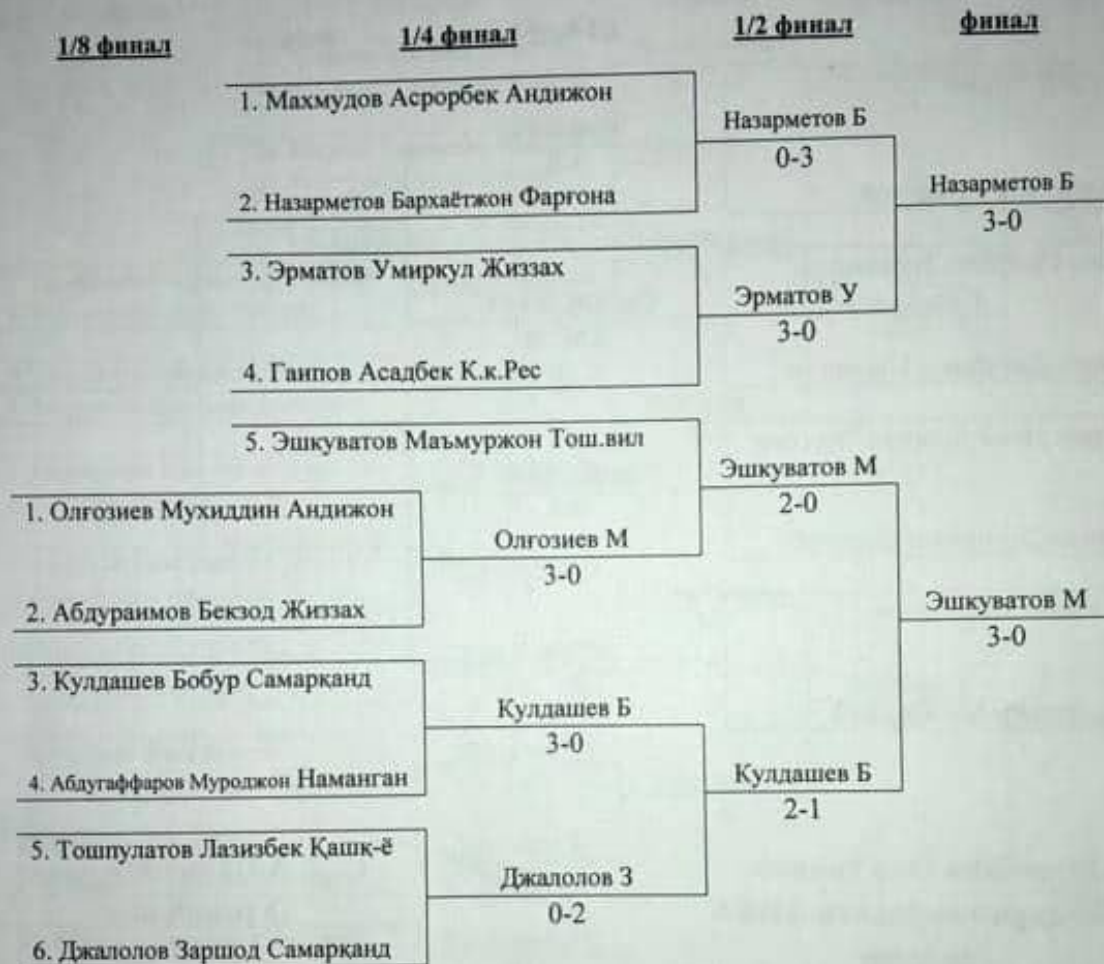 1/8 финал
1/4 финал
1/2 финал
финал
1. Махмудов Асрорбек Андижон
Назарметов Б
0-3
2. Назарметов Бархаётжон Фаргона
Назарметов Б
3-0
3. Эрматов Умиркул Жиззах
Эрматов У
3-0
4. Гаипов Асадбек К.к.Рес
5. Эшкуватов Маъмуржон Тош.вил
Эшкуватов М
2-0
1. Олгозиев Мухиддин Андижон
Олгозиев М
3-0
2. Абдураимов Бекзод Жиззах
Эшкуватов М
3-0
3. Кулдашев Бобур Самарканд
Кулдашев Б
3-0
4. Абдугаффаров Муроджон Наманган
Кулдашев Б
2-1
5. Тошпулатов Лазизбек Қашқ-ё
Джалолов З
0-2
6. Джалолов Заршод Самарқанд